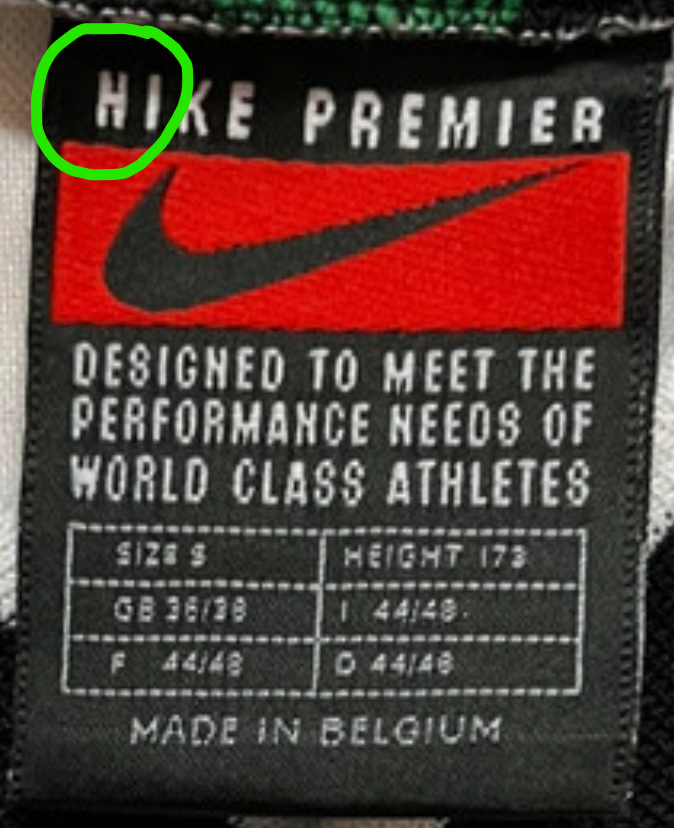 HIKE PREMIER
DESIGNED TO MEET THE
PERFORMANCE NEEDS OF
WORLD CLASS ATHLETES
SIZE S HEIGHT 173
GB 36/38 I 44/48
F 44/48 D 44/48
MADE IN BELGIUM